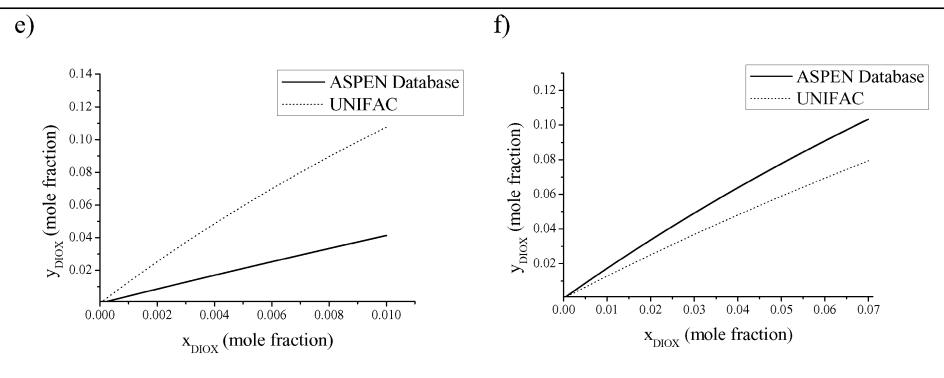 e)
ASPEN Database
UNIFAC
0.14
0.12
0.10
0.08
0.06
0.04
0.02
y_DIOX (mole fraction)
0.000 0.002 0.004 0.006 0.008 0.010
x_DIOX (mole fraction)
f)
ASPEN Database
UNIFAC
0.12
0.10
0.08
0.06
0.04
0.02
y_DIOX (mole fraction)
0.00 0.01 0.02 0.03 0.04 0.05 0.06 0.07
x_DIOX (mole fraction)